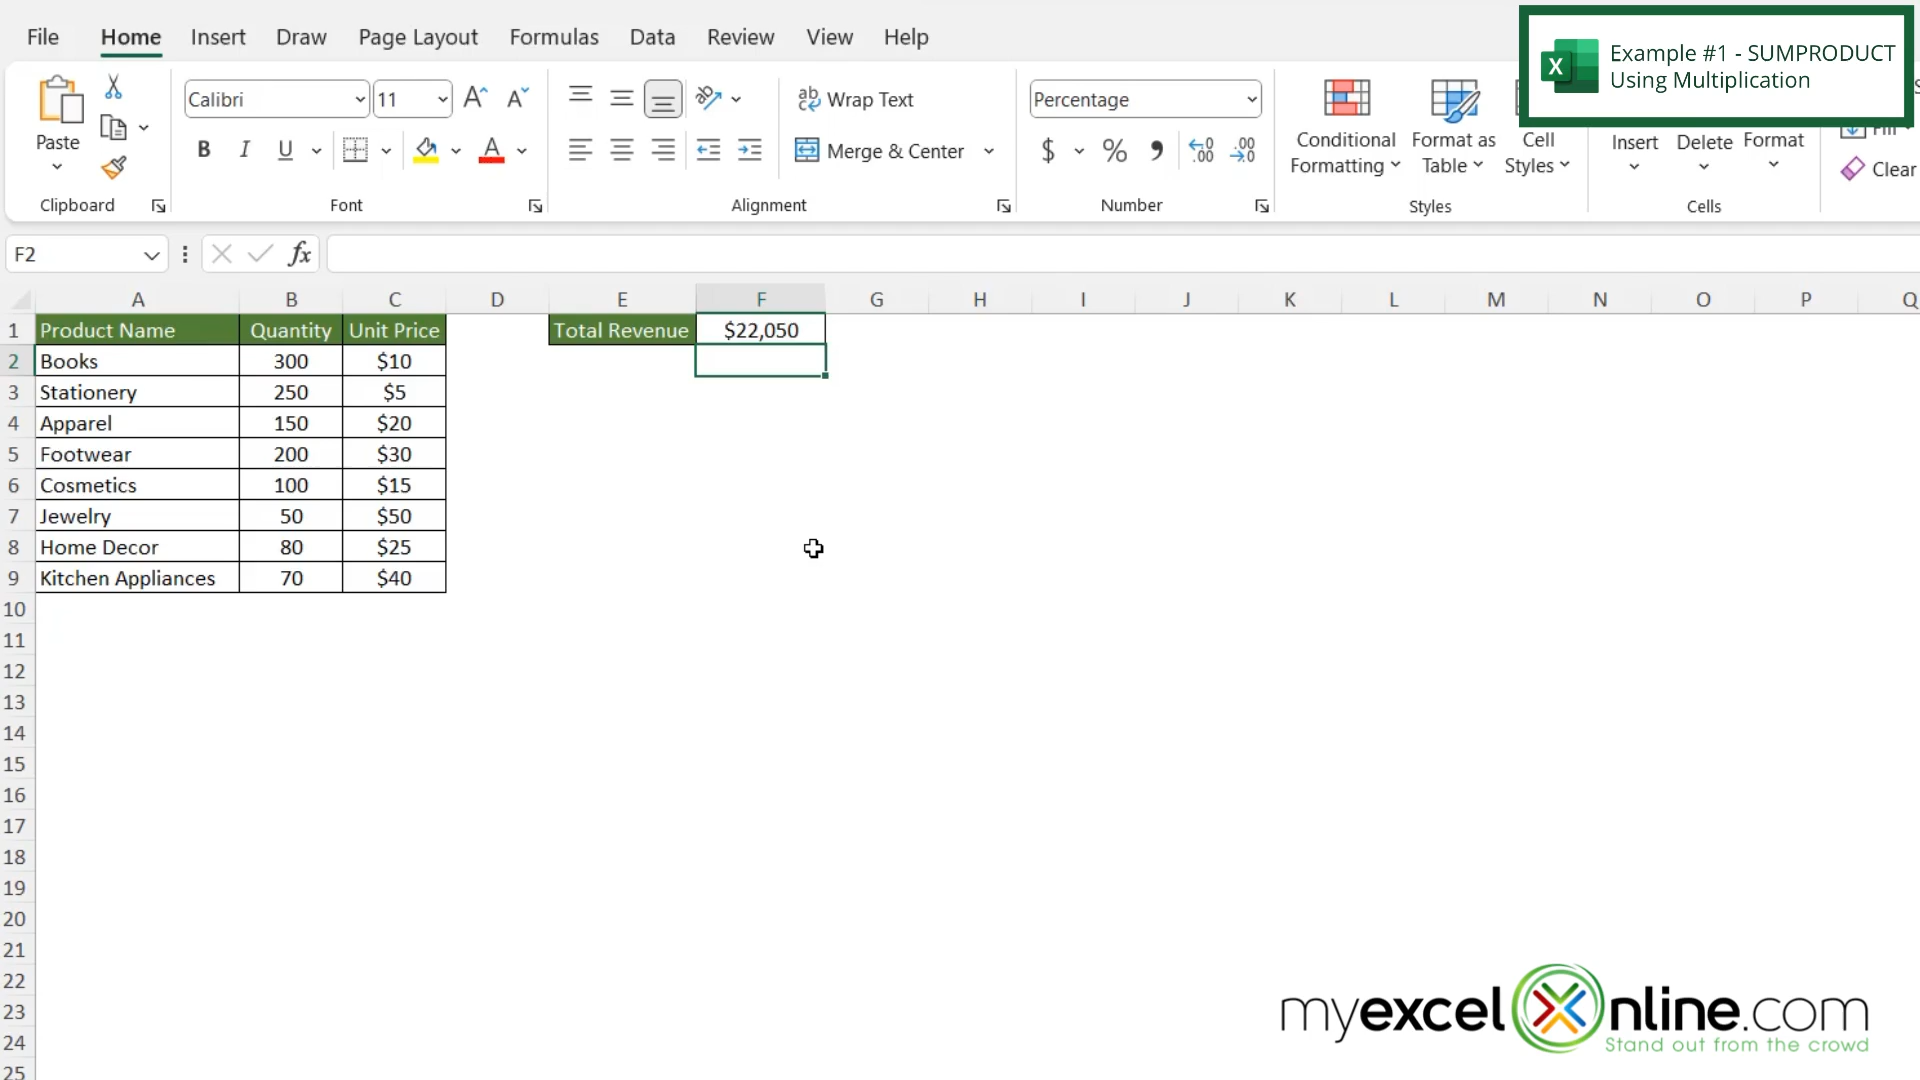 File Home Insert Draw Page Layout Formulas Data Review View Help
Example #1 - SUMPRODUCT
Using Multiplication
Paste
Calibri 11
B I U
ab Wrap Text
Merge & Center
Percentage
$ % 9 .00 .00
Conditional
Formatting
Format as
Table
Cell
Styles
Insert Delete Format
Clear
Clipboard Font Alignment Number Styles Cells
F2 fx
A B C D E F G H I J K L M N O P Q
1 Product Name Quantity Unit Price Total Revenue $22,050
2 Books 300 $10
3 Stationery 250 $5
4 Apparel 150 $20
5 Footwear 200 $30
6 Cosmetics 100 $15
7 Jewelry 50 $50
8 Home Decor 80 $25
9 Kitchen Appliances 70 $40
10
11
12
13
14
15
16
17
18
19
20
21
22
23
24
25
myexcelonline.com
Stand out from the crowd